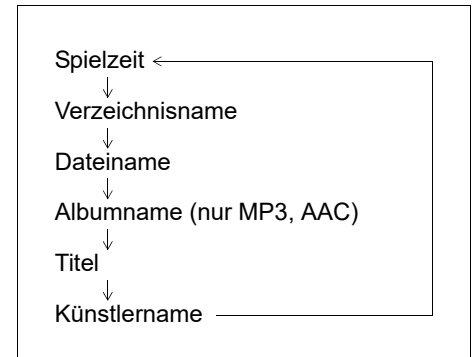 Spielzeit
Verzeichnisname
Dateiname
Albumname (nur MP3, AAC)
Titel
Künstlername